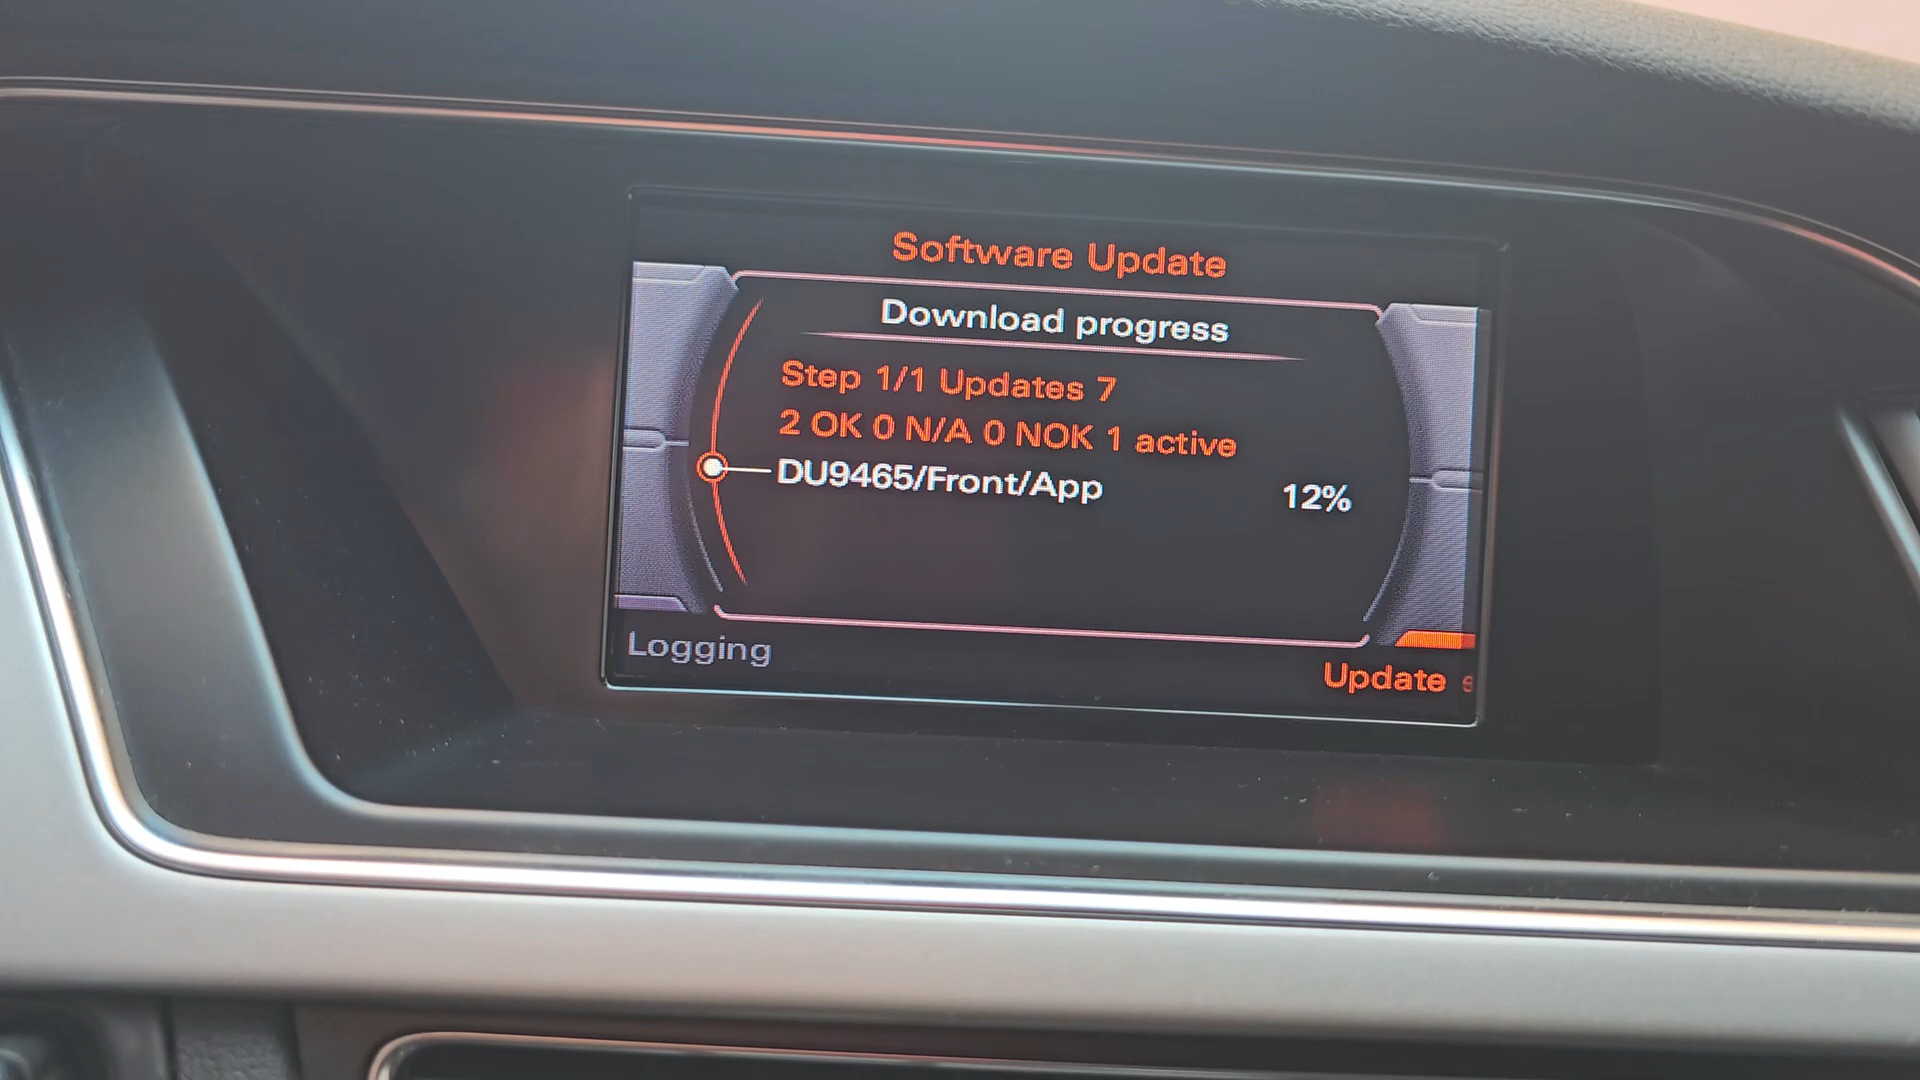 Software Update
Download progress
Step 1/1 Updates 7
2 OK 0 N/A 0 NOK 1 active
DU9465/Front/App 12%
Logging
Update